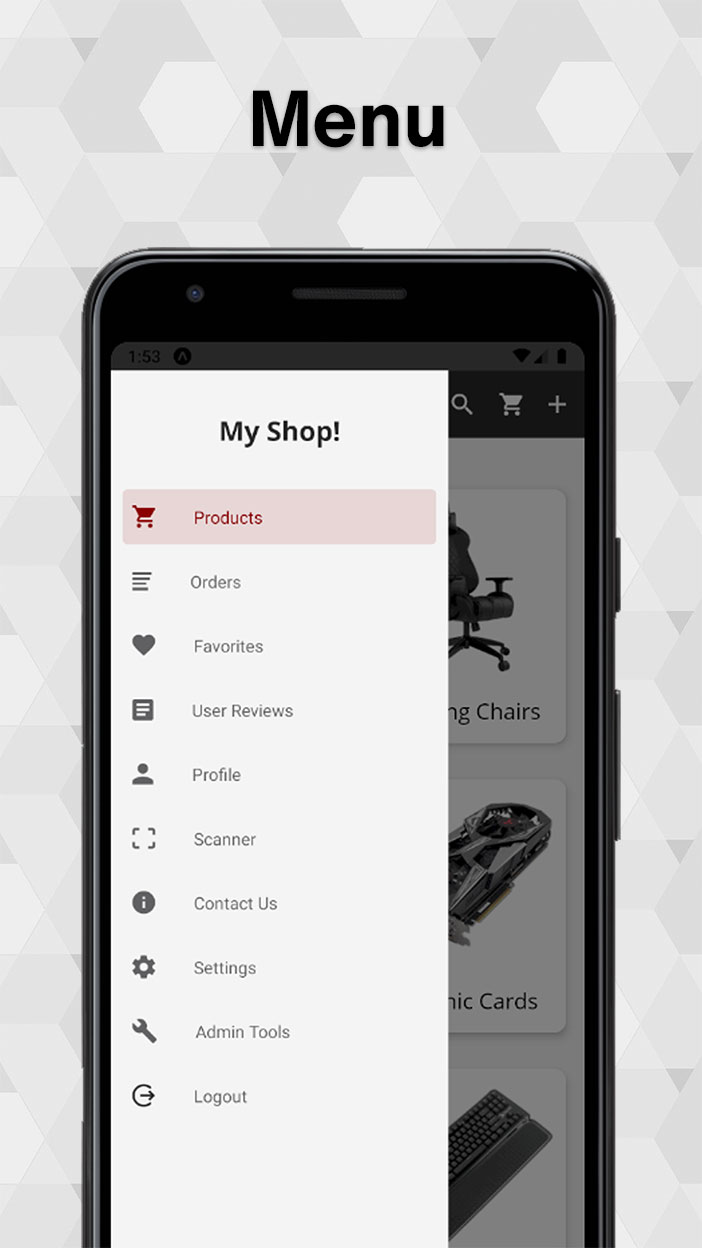 Menu
1:53
My Shop!
Products
Orders
Favorites
ng Chairs
User Reviews
Profile
Scanner
Contact Us
Settings
nic Cards
Admin Tools
Logout